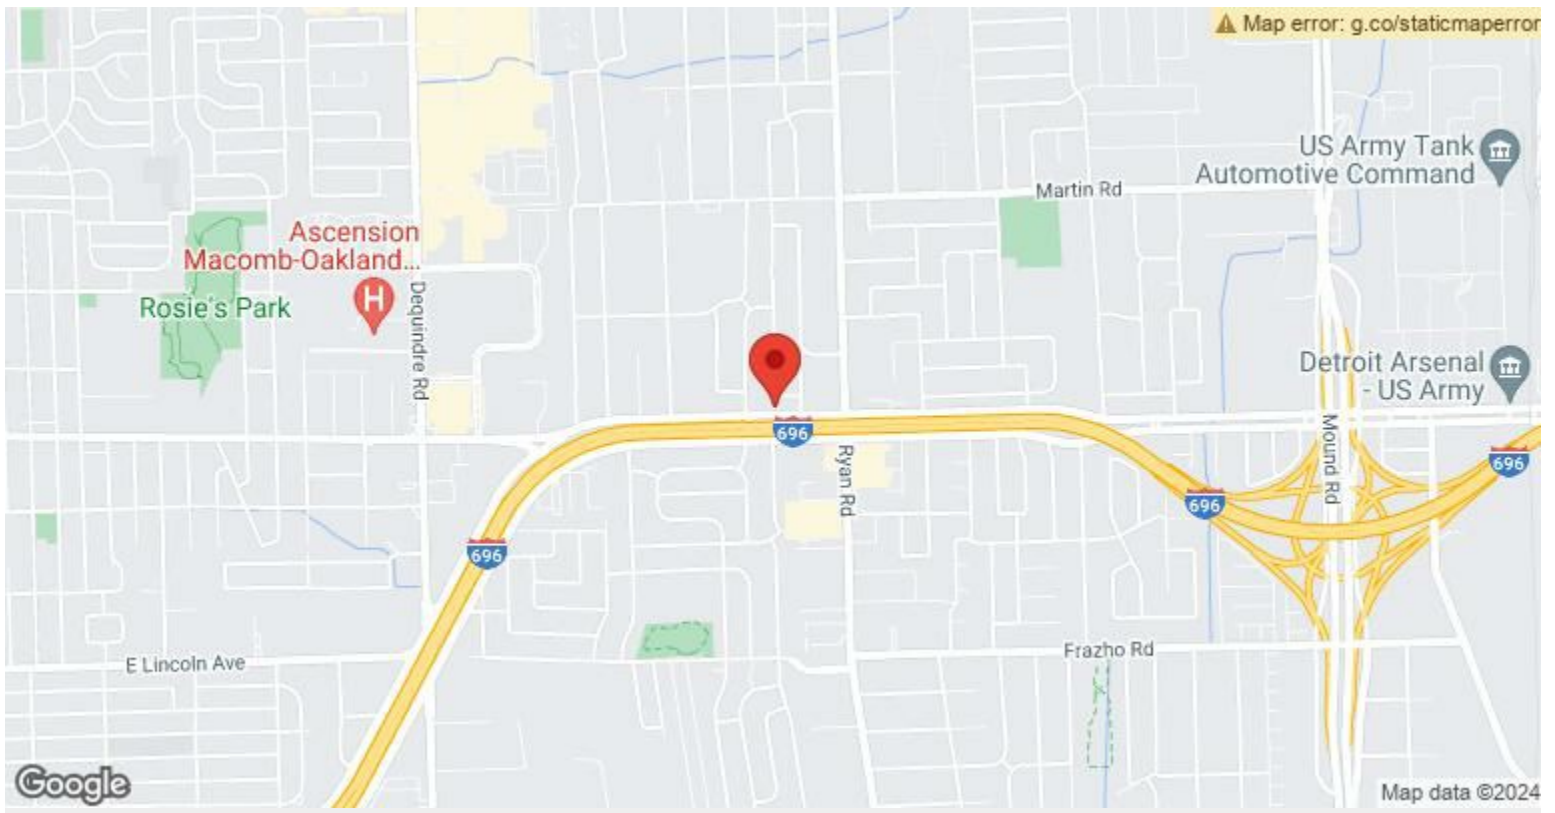 Map error: g.co/staticmaperror
US Army Tank
Automotive Command
Martin Rd
Ascension
Macomb-Oakland...
H
Rosie's Park
Dequindre Rd
Detroit Arsenal
- US Army
696
Mound Rd
Ryan Rd
696
696
696
Frazho Rd
E Lincoln Ave
Google
Map data ©2024